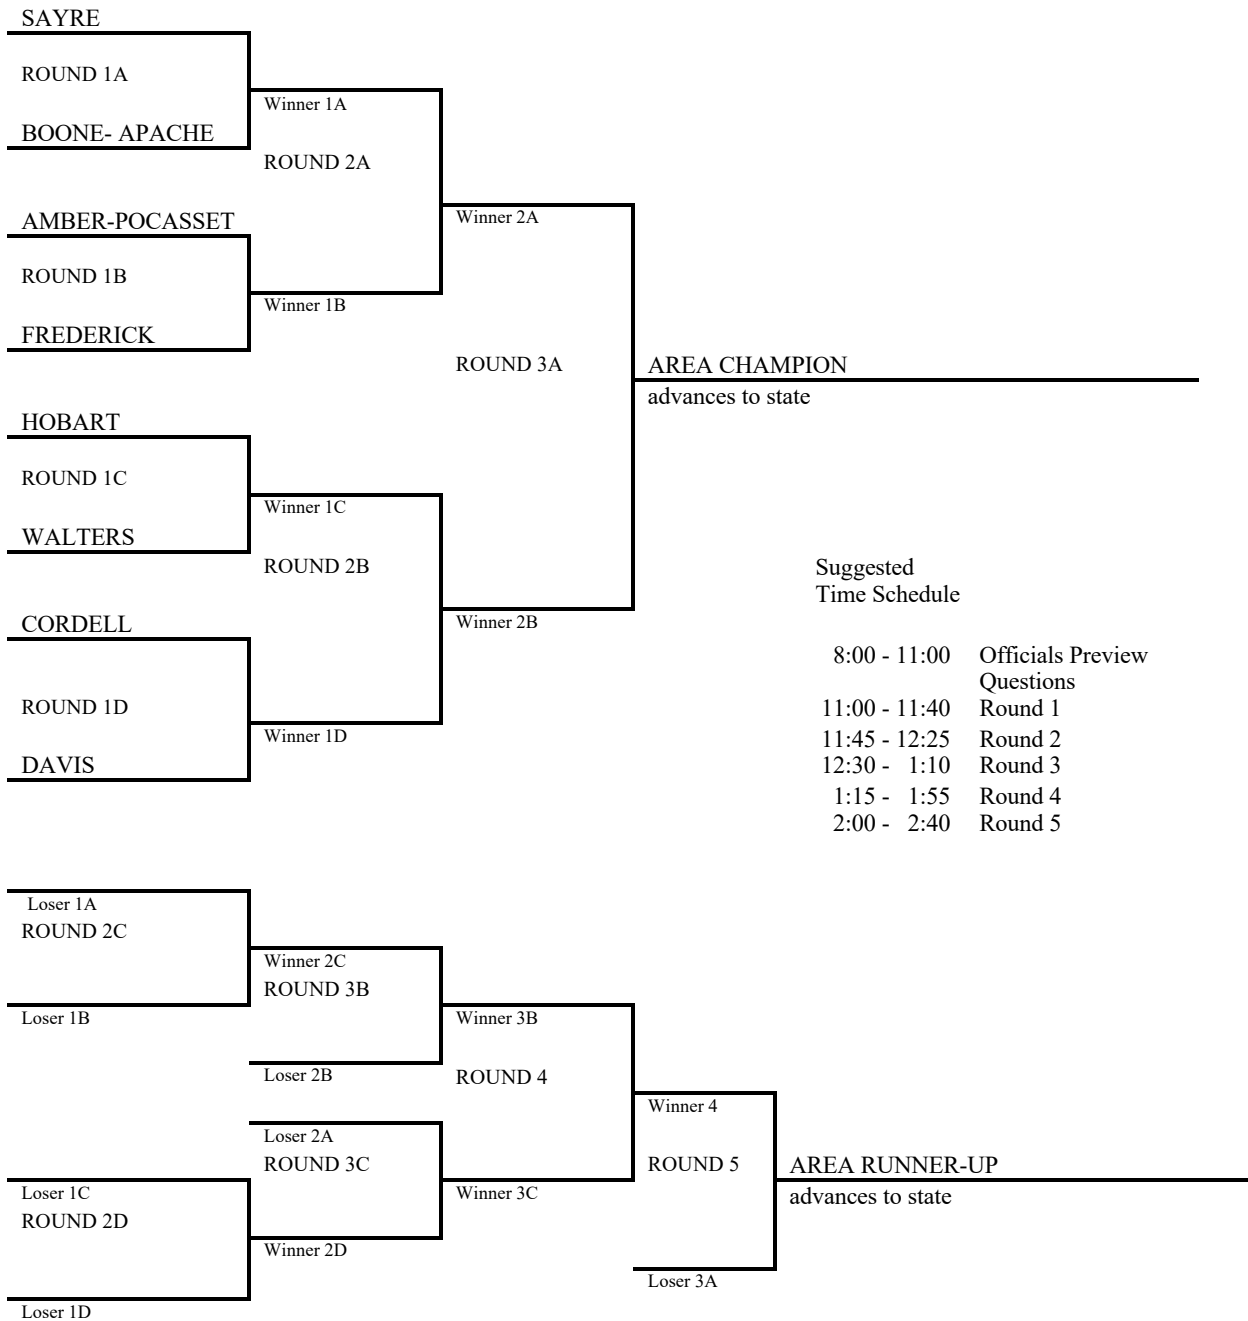 SAYRE
ROUND 1A
Winner 1A
BOONE- APACHE
ROUND 2A
AMBER-POCASSET
Winner 2A
ROUND 1B
Winner 1B
FREDERICK
ROUND 3A
AREA CHAMPION
advances to state
HOBART
ROUND 1C
Winner 1C
WALTERS
ROUND 2B
CORDELL
Winner 2B
ROUND 1D
Winner 1D
DAVIS
Suggested
Time Schedule
8:00 - 11:00 Officials Preview
Questions
11:00 - 11:40 Round 1
11:45 - 12:25 Round 2
12:30 - 1:10 Round 3
1:15 - 1:55 Round 4
2:00 - 2:40 Round 5
Loser 1A
ROUND 2C
Winner 2C
ROUND 3B
Loser 1B
Winner 3B
Loser 2B
ROUND 4
Winner 4
Loser 2A
ROUND 3C
ROUND 5
AREA RUNNER-UP
advances to state
Loser 1C
Winner 3C
ROUND 2D
Winner 2D
Loser 3A
Loser 1D